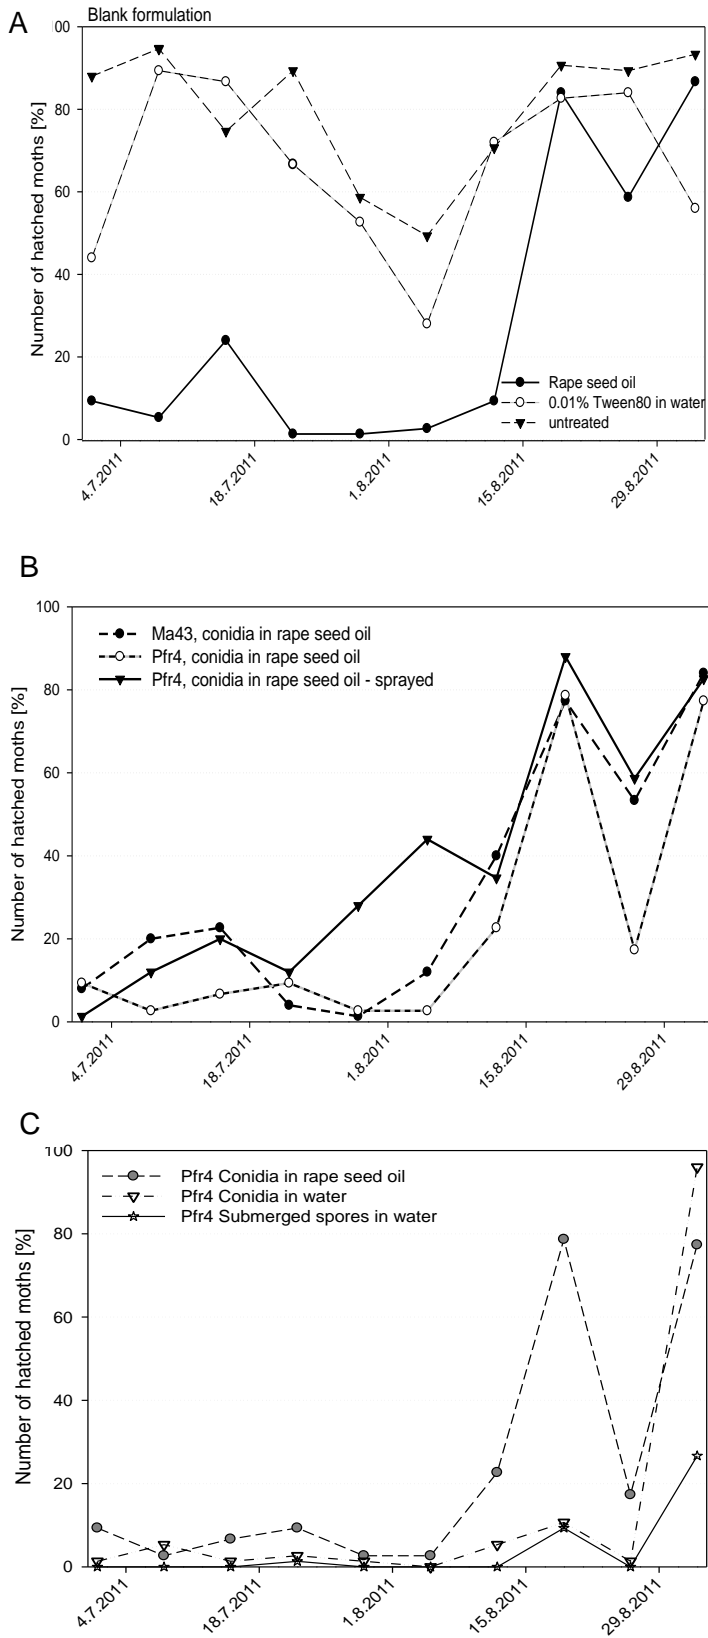 A
Blank formulation
00
80
60
40
20
0
Number of hatched moths [%]
Rape seed oil
0.01% Tween80 in water
untreated
4.7.2011
18.7.2011
1.8.2011
15.8.2011
29.8.2011
B
100
80
60
40
20
0
Number of hatched moths [%]
Ma43, conidia in rape seed oil
Pfr4, conidia in rape seed oil
Pfr4, conidia in rape seed oil - sprayed
4.7.2011
18.7.2011
1.8.2011
15.8.2011
29.8.2011
C
100
80
60
40
20
0
Number of hatched moths [%]
Pfr4 Conidia in rape seed oil
Pfr4 Conidia in water
Pfr4 Submerged spores in water
4.7.2011
18.7.2011
1.8.2011
15.8.2011
29.8.2011